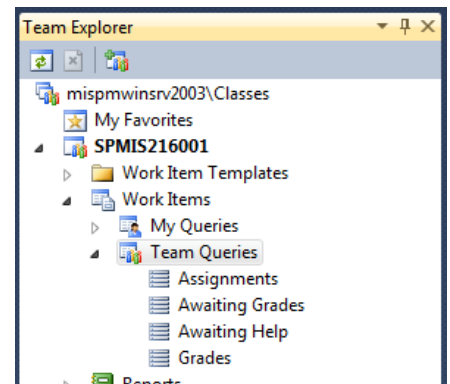 Team Explorer
mispmwinsrv2003\Classes
My Favorites
SPMIS216001
Work Item Templates
Work Items
My Queries
Team Queries
Assignments
Awaiting Grades
Awaiting Help
Grades
Reports